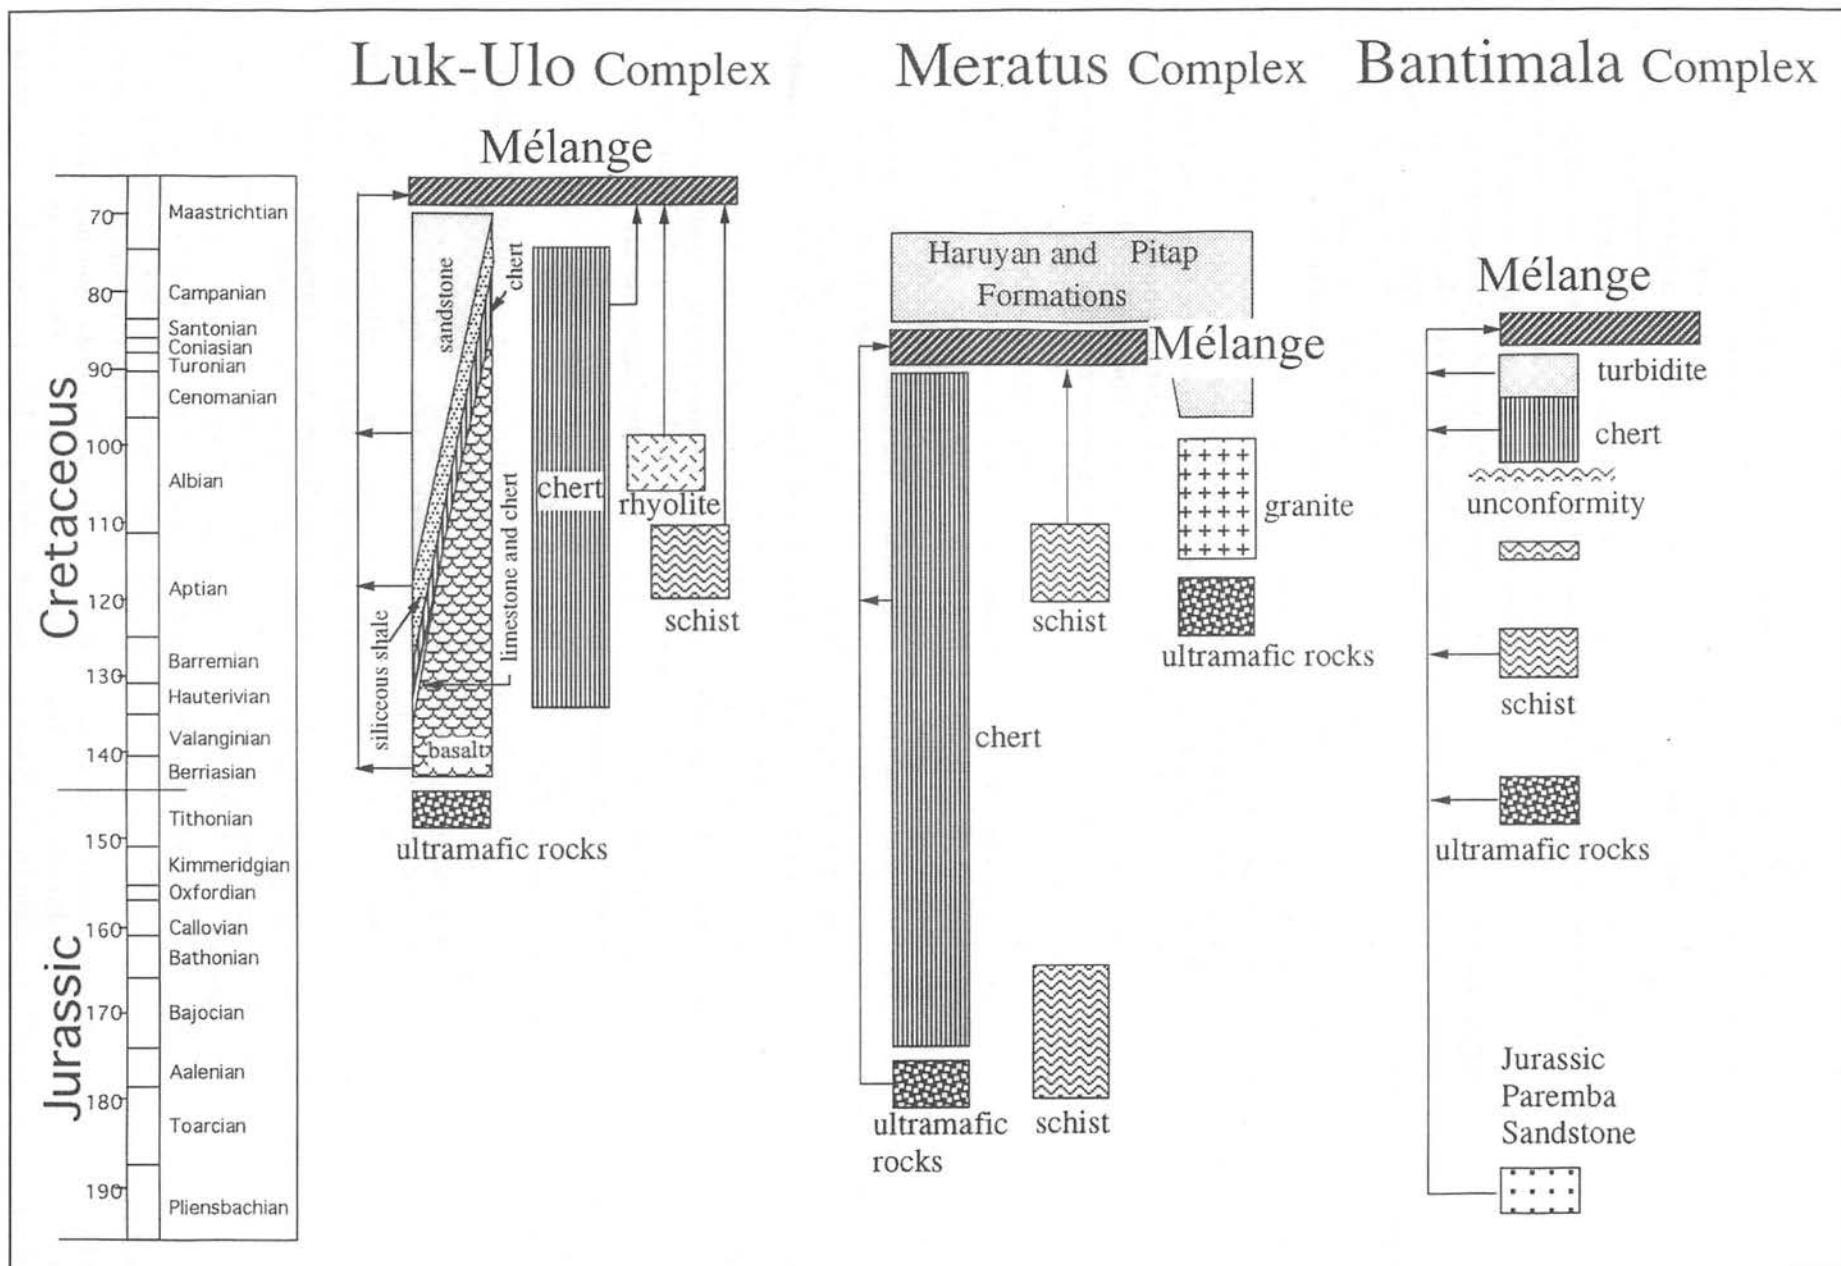 Luk-Ulo Complex
Meratus Complex
Bantimala Complex
Cretaceous
Jurassic
70
80
90
100
110
120
130
140
150
160
170
180
190
Maastrichtian
Campanian
Santonian
Coniasian
Turonian
Cenomanian
Albian
Aptian
Barremian
Hauterivian
Valanginian
Berriasian
Tithonian
Kimmeridgian
Oxfordian
Callovian
Bathonian
Bajocian
Aalenian
Toarcian
Pliensbachian
Mélange
sandstone
chert
siliceous shale
limestone and chert
basalt
ultramafic rocks
chert
rhyolite
schist
Haruyan and Pitap
Formations
Mélange
chert
schist
granite
ultramafic rocks
ultramafic
rocks
schist
Mélange
turbidite
chert
unconformity
schist
ultramafic rocks
Jurassic
Paremba
Sandstone